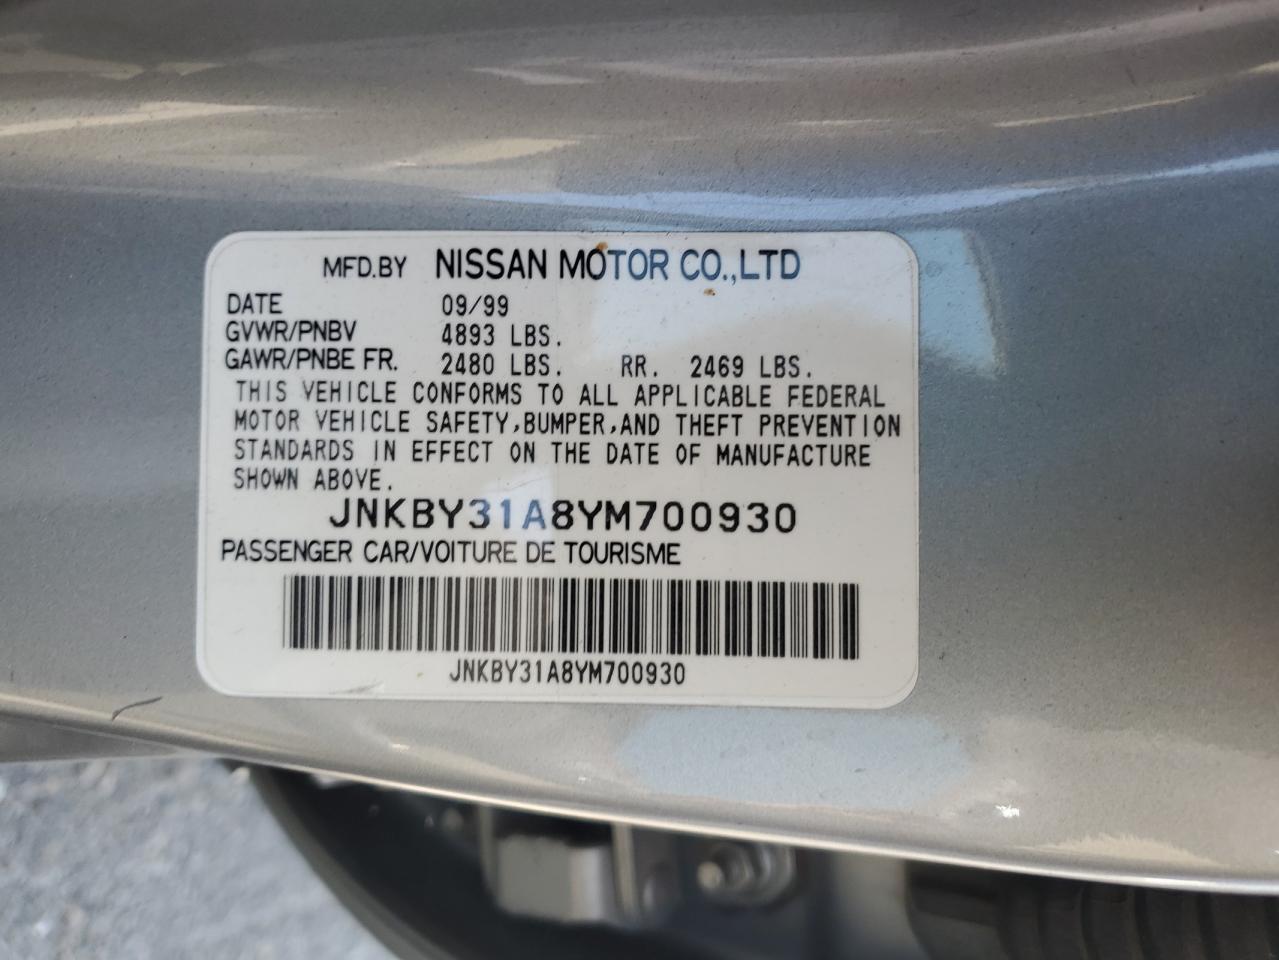 MFD.BY NISSAN MOTOR CO.,LTD
DATE 09/99
GVWR/PNBV 4893 LBS.
GAWR/PNBE FR. 2480 LBS. RR. 2469 LBS.
THIS VEHICLE CONFORMS TO ALL APPLICABLE FEDERAL
MOTOR VEHICLE SAFETY,BUMPER,AND THEFT PREVENTION
STANDARDS IN EFFECT ON THE DATE OF MANUFACTURE
SHOWN ABOVE.
JNKBY31A8YM700930
PASSENGER CAR/VOITURE DE TOURISME
JNKBY31A8YM700930